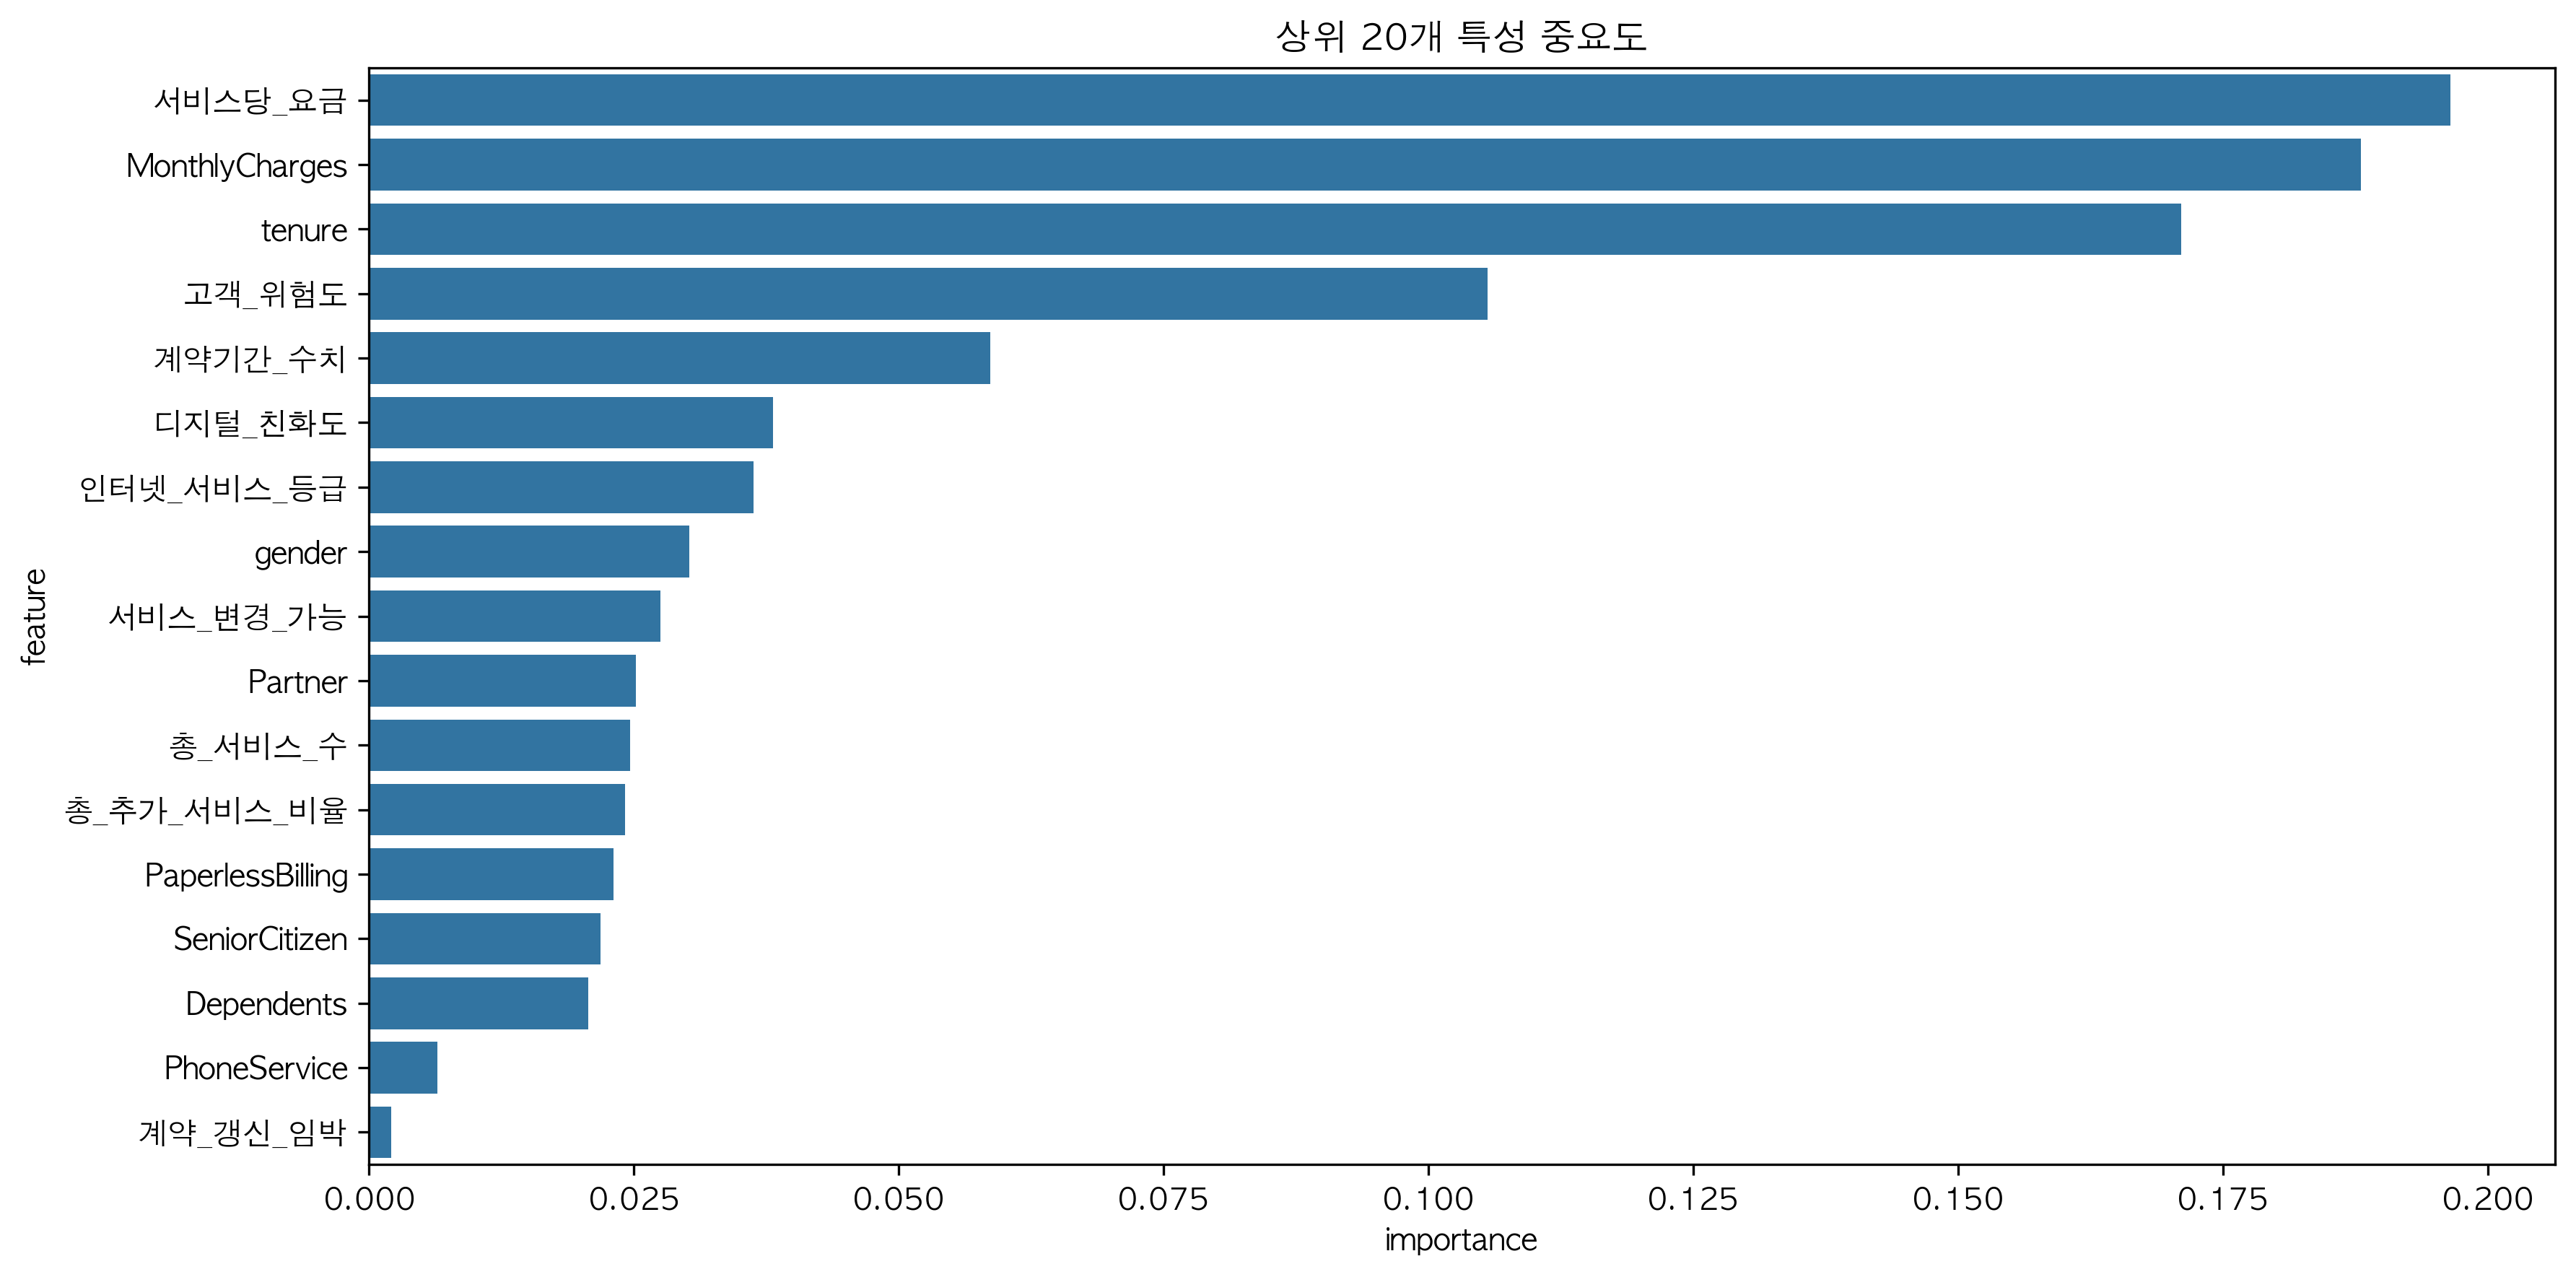 상위 20개 특성 중요도
서비스당_요금
MonthlyCharges
tenure
고객_위험도
계약기간_수치
디지털_친화도
인터넷_서비스_등급
gender
서비스_변경_가능
Partner
총_서비스_수
총_추가_서비스_비율
PaperlessBilling
SeniorCitizen
Dependents
PhoneService
계약_갱신_임박
feature
0.000 0.025 0.050 0.075 0.100 0.125 0.150 0.175 0.200
importance